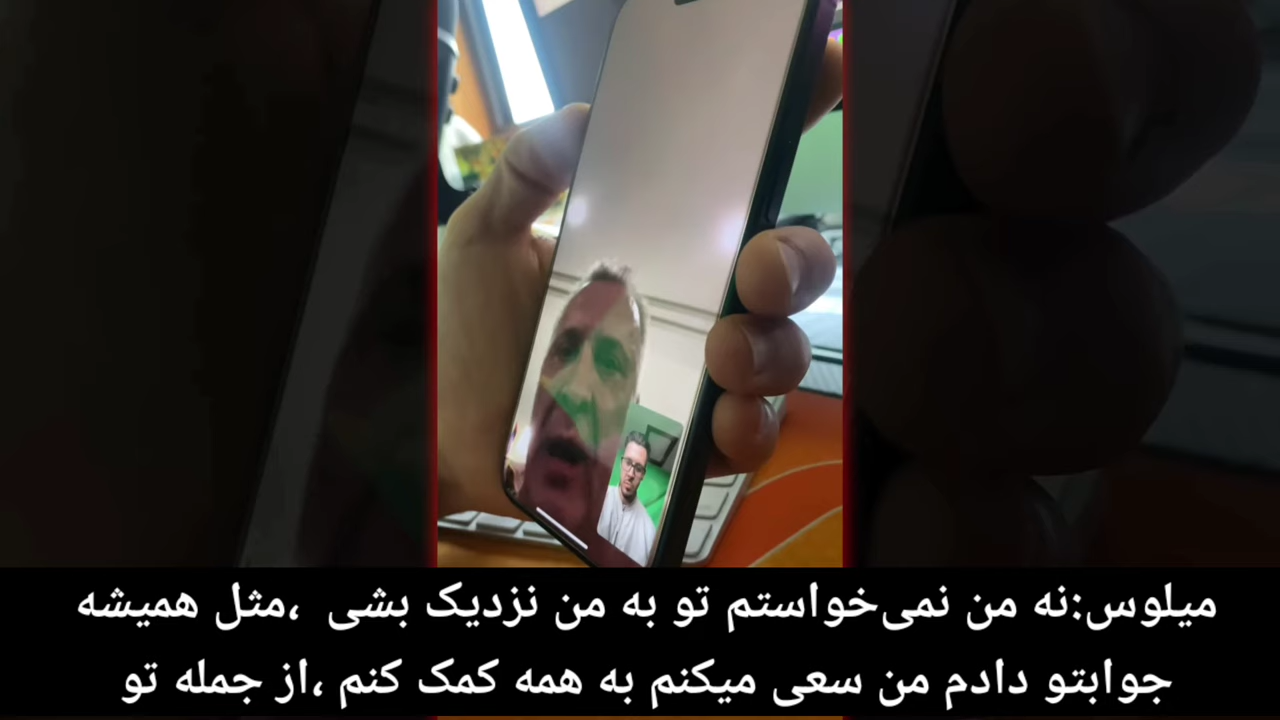 میلوس:نه من نمی‌خواستم تو به من نزدیک بشی ،مثل همیشه
جوابتو دادم من سعی میکنم به همه کمک کنم ،از جمله تو